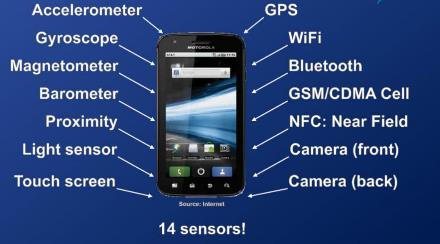 Accelerometer
Gyroscope
Magnetometer
Barometer
Proximity
Light sensor
Touch screen
GPS
WiFi
Bluetooth
GSM/CDMA Cell
NFC: Near Field
Camera (front)
Camera (back)
MOTOROLA
Source: Internet
14 sensors!